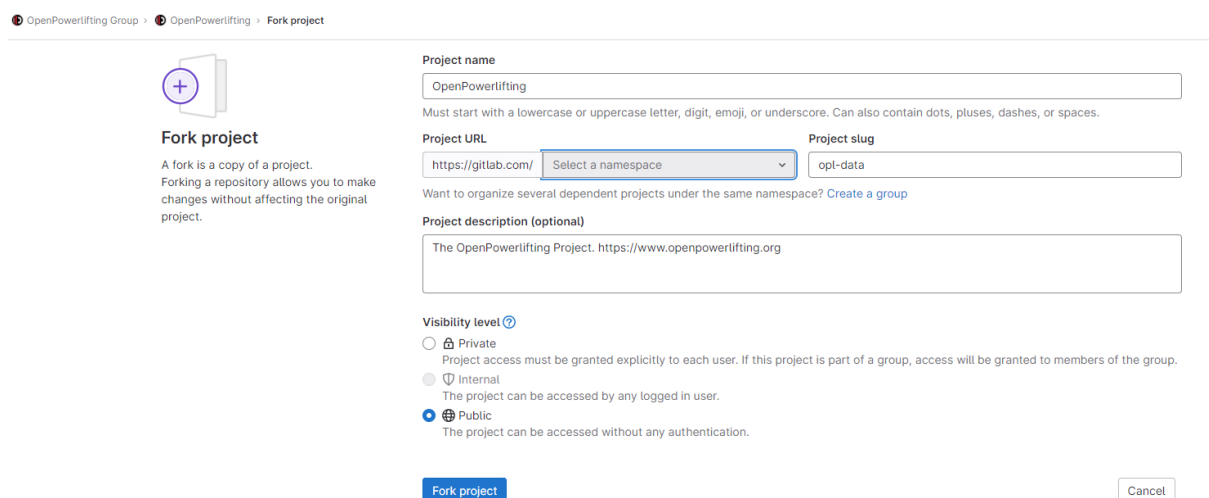 OpenPowerlifting Group › OpenPowerlifting › Fork project
Fork project
A fork is a copy of a project.
Forking a repository allows you to make
changes without affecting the original
project.
Project name
OpenPowerlifting
Must start with a lowercase or uppercase letter, digit, emoji, or underscore. Can also contain dots, pluses, dashes, or spaces.
Project URL
Project slug
https://gitlab.com/ Select a namespace
opl-data
Want to organize several dependent projects under the same namespace? Create a group
Project description (optional)
The OpenPowerlifting Project. https://www.openpowerlifting.org
Visibility level
Private
Project access must be granted explicitly to each user. If this project is part of a group, access will be granted to members of the group.
Internal
The project can be accessed by any logged in user.
Public
The project can be accessed without any authentication.
Fork project
Cancel